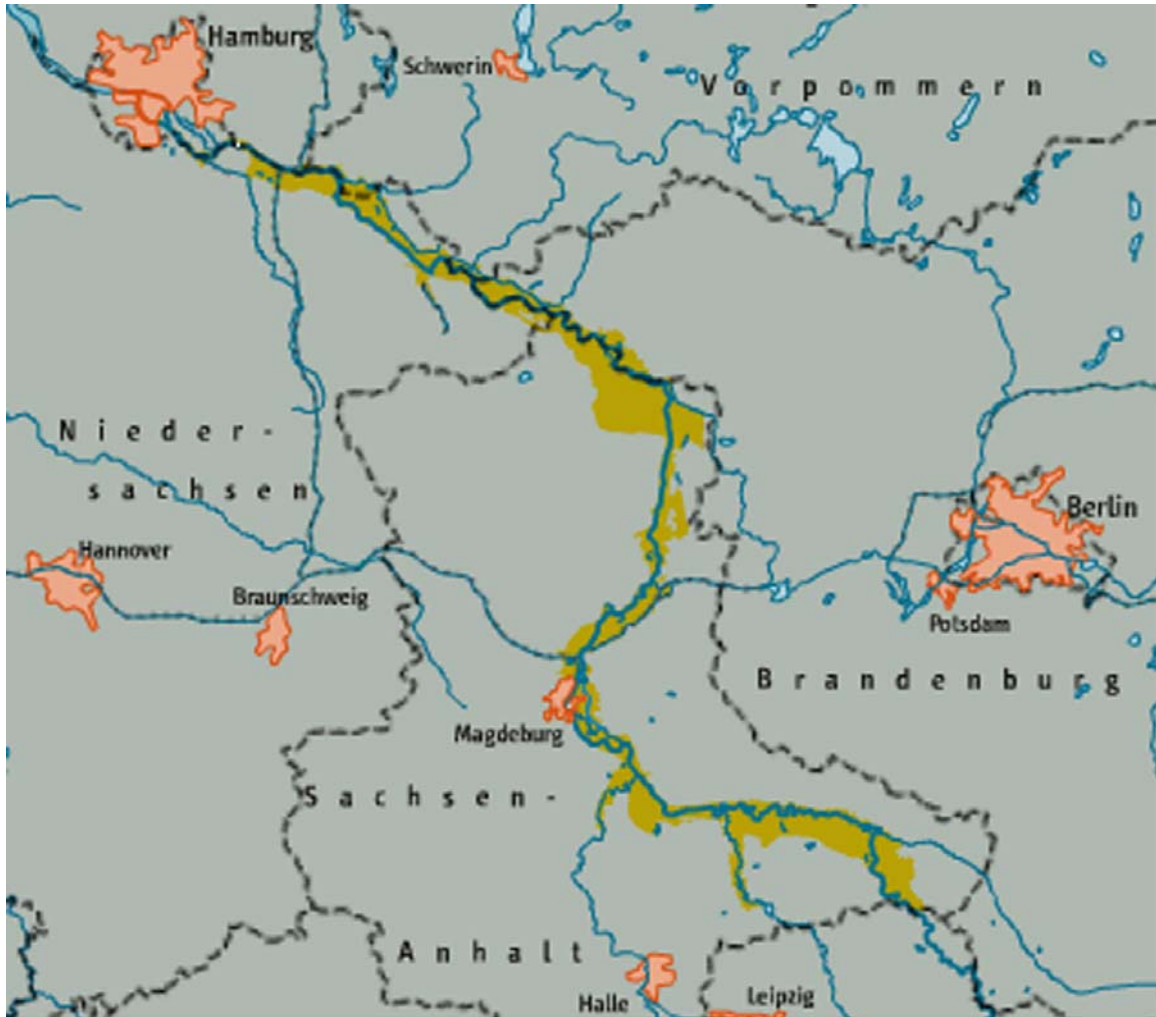 Hamburg
Schwerin
Vorpommern
Nieder-
sachsen
Hannover
Braunschweig
Berlin
Potsdam
Brandenburg
Magdeburg
Sachsen-
Anhalt
Halle
Leipzig